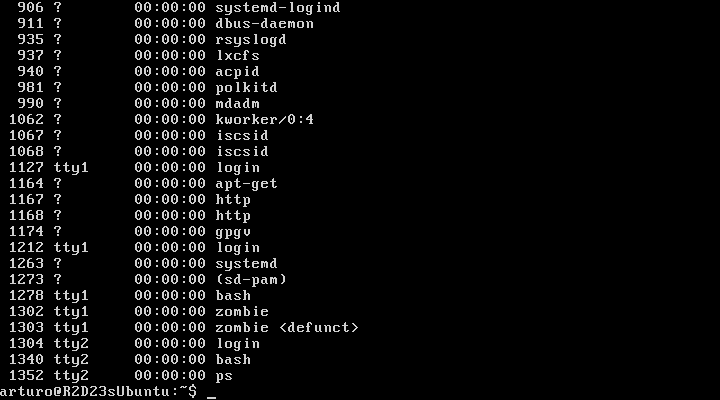 906 ? 00:00:00 systemd-logind
911 ? 00:00:00 dbus-daemon
935 ? 00:00:00 rsyslogd
937 ? 00:00:00 lxcfs
940 ? 00:00:00 acpid
981 ? 00:00:00 polkitd
990 ? 00:00:00 mdadm
1062 ? 00:00:00 kworker/0:4
1067 ? 00:00:00 iscsid
1068 ? 00:00:00 iscsid
1127 tty1 00:00:00 login
1164 ? 00:00:00 apt-get
1167 ? 00:00:00 http
1168 ? 00:00:00 http
1174 ? 00:00:00 gpgv
1212 tty1 00:00:00 login
1263 ? 00:00:00 systemd
1273 ? 00:00:00 (sd-pam)
1278 tty1 00:00:00 bash
1302 tty1 00:00:00 zombie
1303 tty1 00:00:00 zombie <defunct>
1304 tty2 00:00:00 login
1340 tty2 00:00:00 bash
1352 tty2 00:00:00 ps
arturo@R2D23sUbuntu:~$ _